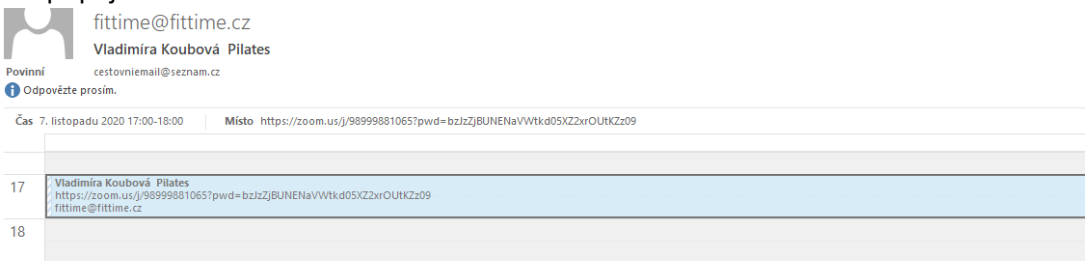 fittime@fittime.cz
Vladimíra Koubová Pilates
Povinní cestovniemail@seznam.cz
Odpovězte prosím.
Čas 7. listopadu 2020 17:00-18:00 Místo https://zoom.us/j/98999881065?pwd=bzJzZjBUNENaVWtkd05XZ2xrOUtKZz09
17 Vladimíra Koubová Pilates
https://zoom.us/j/98999881065?pwd=bzJzZjBUNENaVWtkd05XZ2xrOUtKZz09
fittime@fittime.cz
18